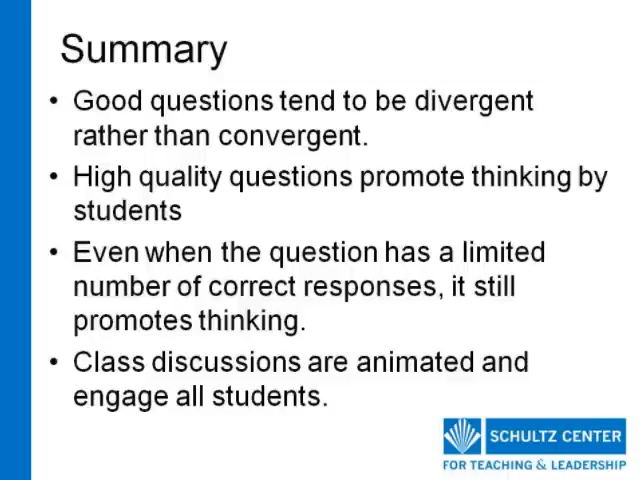 Summary
• Good questions tend to be divergent
rather than convergent.
• High quality questions promote thinking by
students
• Even when the question has a limited
number of correct responses, it still
promotes thinking.
• Class discussions are animated and
engage all students.
SCHULTZ CENTER
FOR TEACHING & LEADERSHIP